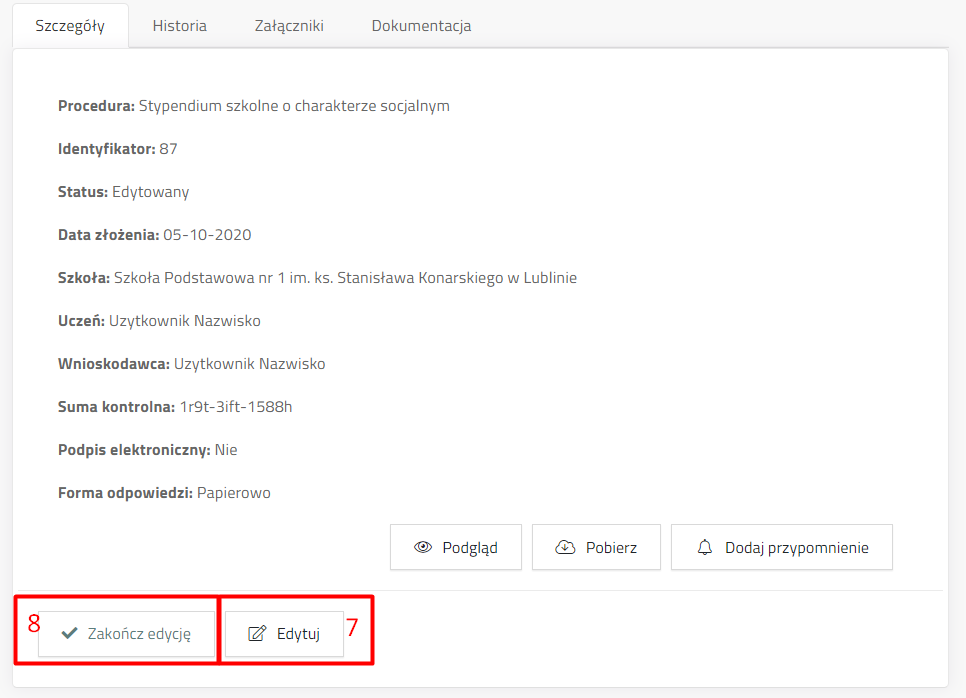 Szczegóły Historia Załączniki Dokumentacja
Procedura: Stypendium szkolne o charakterze socjalnym
Identyfikator: 87
Status: Edytowany
Data złożenia: 05-10-2020
Szkoła: Szkoła Podstawowa nr 1 im. ks. Stanisława Konarskiego w Lublinie
Uczeń: Uzytkownik Nazwisko
Wnioskodawca: Uzytkownik Nazwisko
Suma kontrolna: 1r9t-3ift-1588h
Podpis elektroniczny: Nie
Forma odpowiedzi: Papierowo
Podgląd Pobierz Dodaj przypomnienie
8 Zakończ edycję Edytuj 7